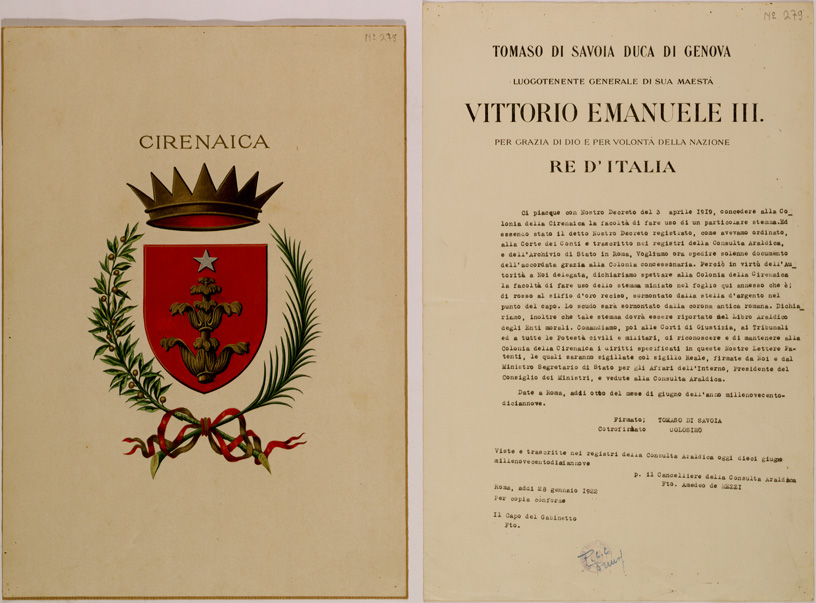 Nº 278
CIRENAICA
Nº 279
TOMASO DI SAVOIA DUCA DI GENOVA
LUOGOTENENTE GENERALE DI SUA MAESTÀ
VITTORIO EMANUELE III.
PER GRAZIA DI DIO E PER VOLONTÀ DELLA NAZIONE
RE D'ITALIA
Ci piacque con Nostro Decreto del 3 aprile 1919, concedere alla Co_
lonia della Cirenaica la facoltà di fare uso di un particolare stemma.Ed
essendo stato il detto Nostro Decreto registrato, come avevamo ordinato,
alla Corte dei Conti e trascritto nei registri della Consulta Araldica,
e dell'Archivio di Stato in Roma, Vogliamo ora spedire solenne documento
dell'accordata grazia alla Colonia concessonaria. Perciò in virtù dell'Au_
torità a Noi delegata, dichiariamo spettare alla Colonia della Cirenaica
la facoltà di fare uso dello stemma miniato nel foglio qui annesso che è;
di rosso al silfio d'oro reciso, sormontato dalla stella d'argento nel
punto del capo. Lo scudo sarà sormontato dalla corona antica romana. Dichia_
riamo, inoltre che tale stemma dovrà essere riportato nel Libro Araldico
degli Enti morali. Comandiamo, poi alle Corti di Giustizia, ai Tribunali
ed a tutte le Potestà civili e militari, di riconoscere e di mantenere alla
Colonia della Cirenaica i diritti specificati in queste Nostre Lettere Pa-
tenti, le quali saranno sigillate col sigillo Reale, firmate da Noi e dal
Ministro Segretario di Stato per gli Affari dell'Interno, Presidente del
Consiglio dei Ministri, e vedute alla Consulta Araldica.
Date a Roma, addì otto del mese di giugno dell'anno millenovecento-
diciannove.
Firmato; TOMASO DI SAVOIA
Cotrofirmato COLOSIMO
Viste e trascritte nei registri della Consulta Araldica oggi dieci giugno
millenovecentodiciannove
p. il Cancelliere della Consulta Araldica
Fto. Amedeo de
Roma, addì 28 gennaio 1922
Per copia conforme
Il Capo del Gabinetto
Fto.